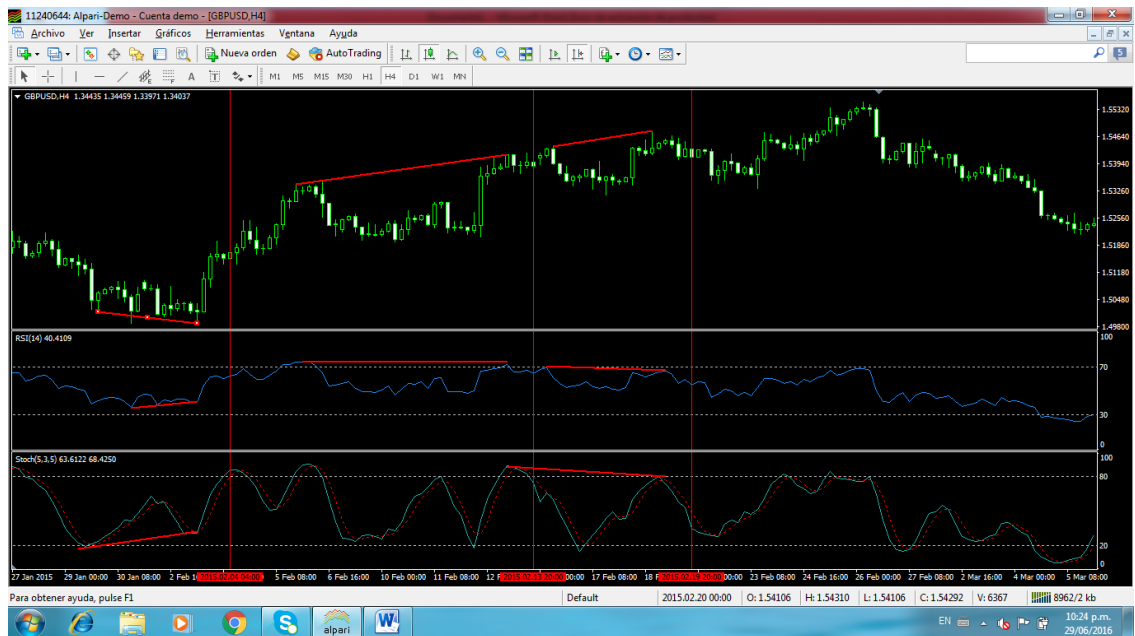 11240644: Alpari-Demo - Cuenta demo - [GBPUSD,H4]
Archivo Ver Insertar Gráficos Herramientas Ventana Ayuda
Nueva orden AutoTrading 5
A T M1 M5 M15 M30 H1 H4 D1 W1 MN
GBPUSD,H4 1.34435 1.34459 1.33971 1.34037
1.55320
1.54640
1.53940
1.53260
1.52560
1.51860
1.51180
1.50480
1.49800
RSI(14) 40.4109
100
70
30
0
Stoch(5,3,5) 63.6122 68.4250
100
80
20
0
27 Jan 2015 29 Jan 00:00 30 Jan 08:00 2 Feb 1 2015.02.04 04:00 5 Feb 08:00 6 Feb 16:00 10 Feb 00:00 11 Feb 08:00 12 F 2015.02.13 20:00 00:00 17 Feb 08:00 18 F 2015.02.19 20:00 00:00 23 Feb 08:00 24 Feb 16:00 26 Feb 00:00 27 Feb 08:00 2 Mar 16:00 4 Mar 00:00 5 Mar 08:00
Para obtener ayuda, pulse F1 Default 2015.02.20 00:00 O: 1.54106 H: 1.54310 L: 1.54106 C: 1.54292 V: 6367 8962/2 kb
alpari EN 10:24 p.m.
29/06/2016